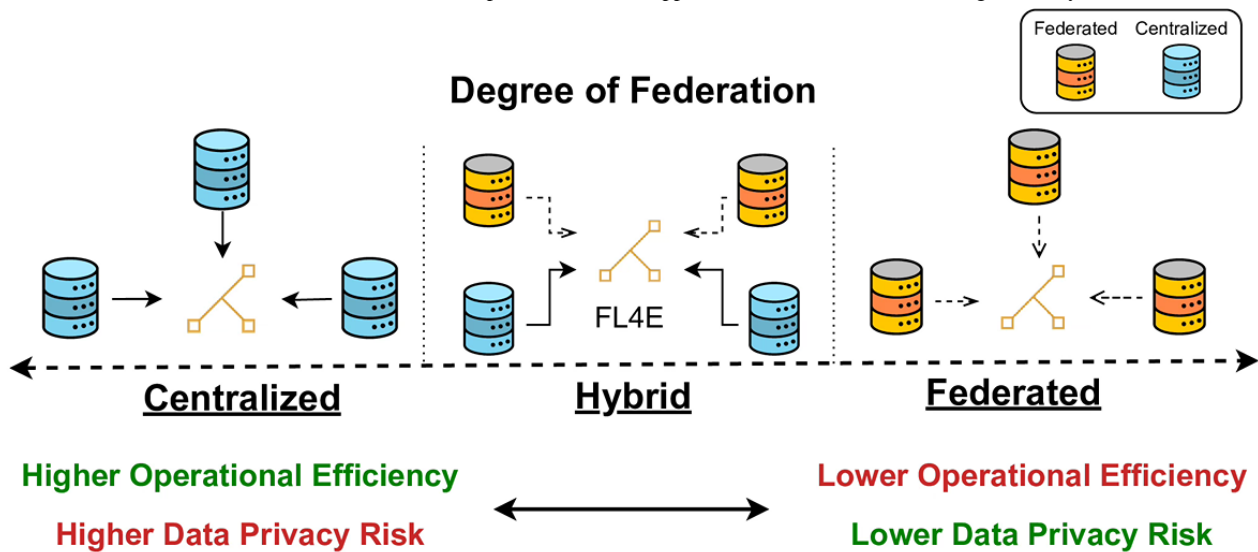 Federated Centralized
Degree of Federation
FL4E
Centralized Hybrid Federated
Higher Operational Efficiency
Lower Operational Efficiency
Higher Data Privacy Risk
Lower Data Privacy Risk